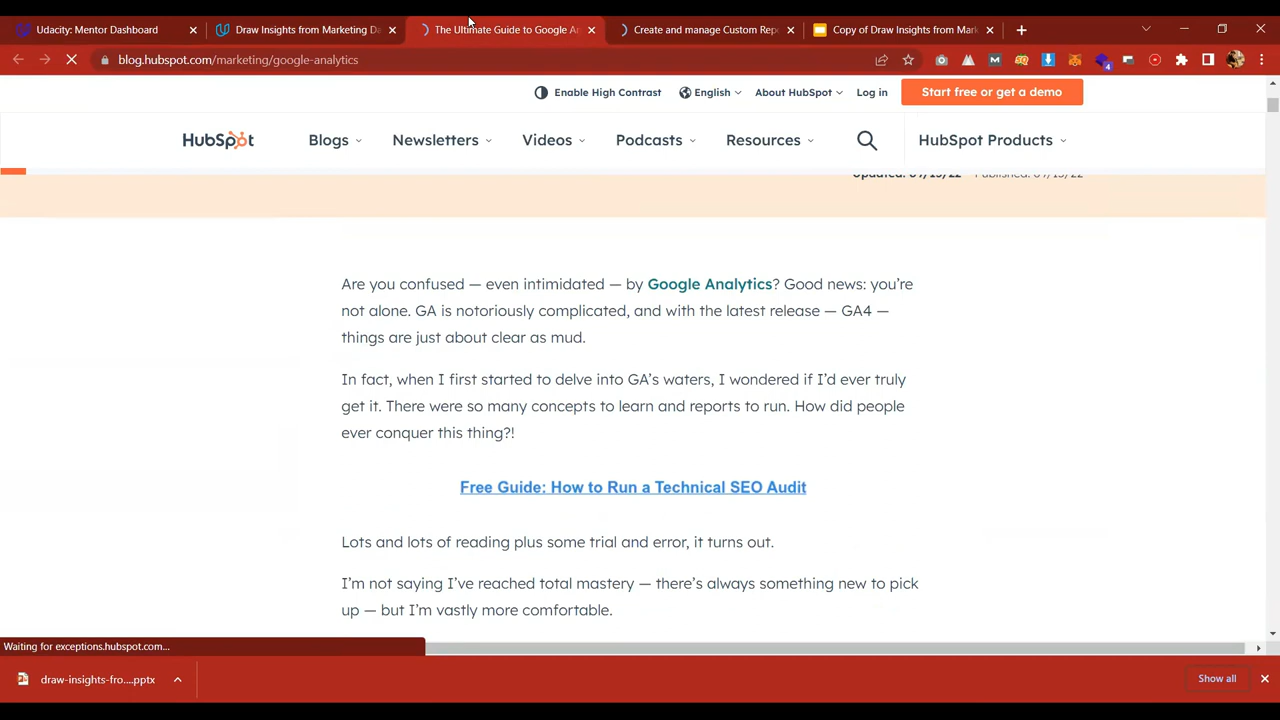 Udacity: Mentor Dashboard
Draw Insights from Marketing Da
The Ultimate Guide to Google An
Create and manage Custom Repo
Copy of Draw Insights from Mark
blog.hubspot.com/marketing/google-analytics
4
Enable High Contrast
English
About HubSpot
Log in
Start free or get a demo
HubSpot
Blogs
Newsletters
Videos
Podcasts
Resources
HubSpot Products
Are you confused — even intimidated — by Google Analytics? Good news: you’re
not alone. GA is notoriously complicated, and with the latest release — GA4 —
things are just about clear as mud.
In fact, when I first started to delve into GA’s waters, I wondered if I’d ever truly
get it. There were so many concepts to learn and reports to run. How did people
ever conquer this thing?!
Free Guide: How to Run a Technical SEO Audit
Lots and lots of reading plus some trial and error, it turns out.
I’m not saying I’ve reached total mastery — there’s always something new to pick
up — but I’m vastly more comfortable.
Waiting for exceptions.hubspot.com...
draw-insights-fro....pptx
Show all